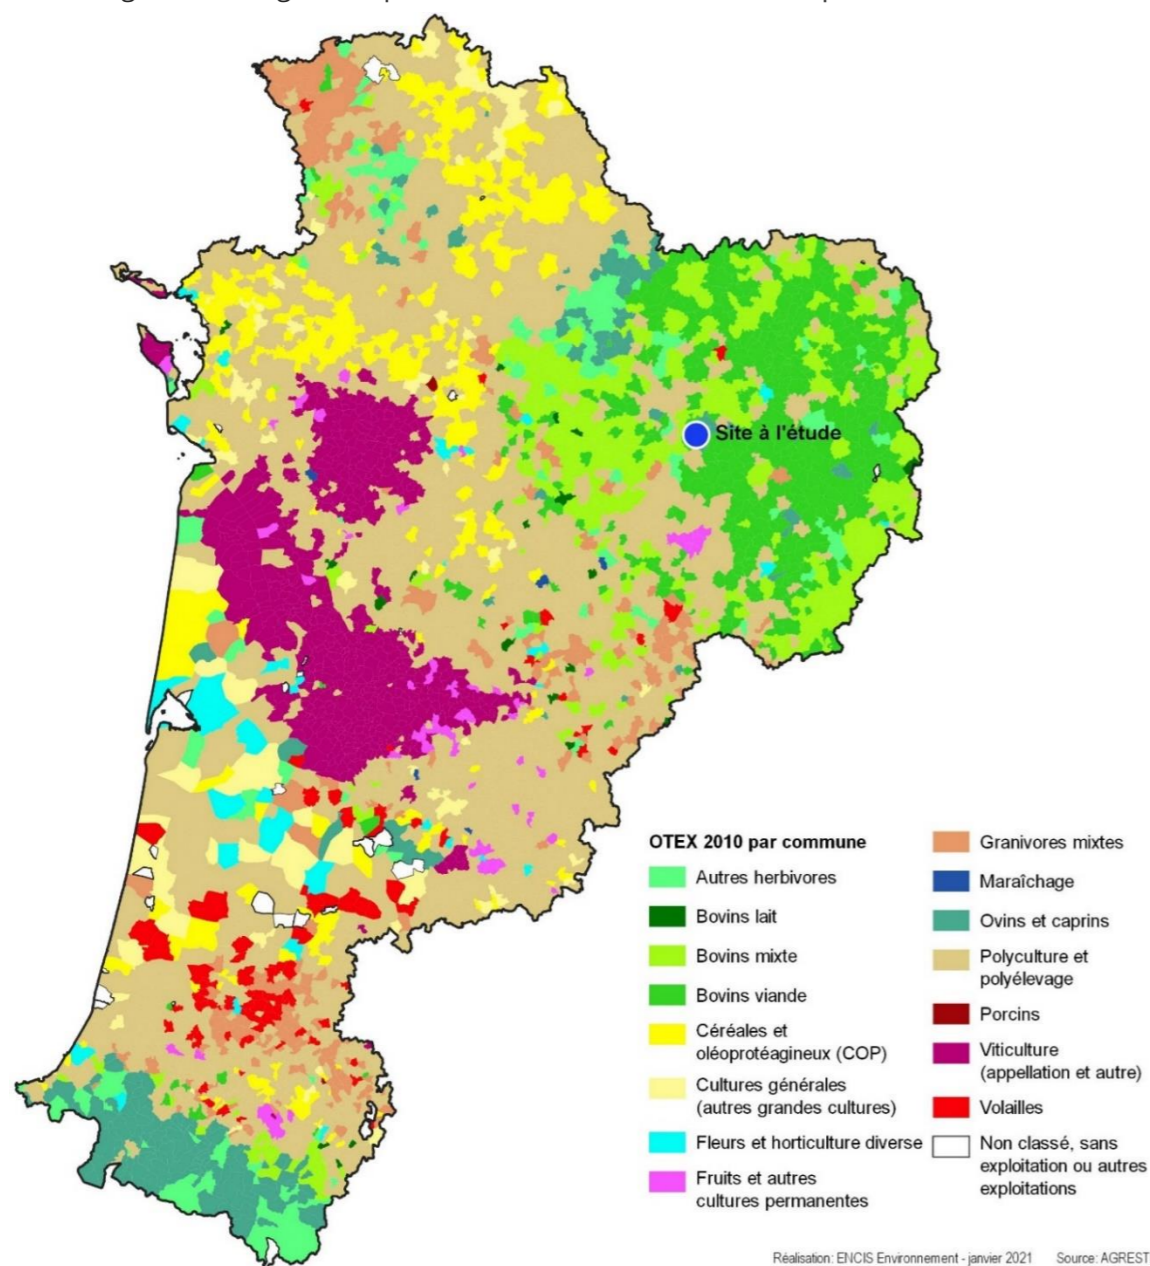 Site à l'étude
OTEX 2010 par commune
Autres herbivores
Bovins lait
Bovins mixte
Bovins viande
Céréales et
oléoprotéagineux (COP)
Cultures générales
(autres grandes cultures)
Fleurs et horticulture diverse
Fruits et autres
cultures permanentes
Granivores mixtes
Maraîchage
Ovins et caprins
Polyculture et
polyélevage
Porcins
Viticulture
(appellation et autre)
Volailles
Non classé, sans
exploitation ou autres
exploitations
Réalisation: ENCIS Environnement - janvier 2021 Source: AGREST